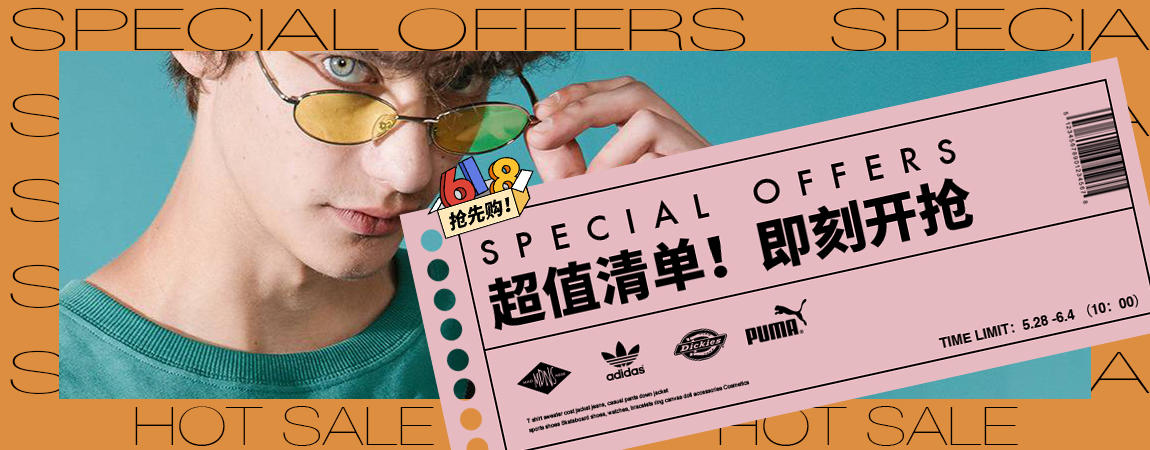 SPECIAL OFFERS SPECIA
S
S
S
S
A
A
618
抢先购!
SPECIAL OFFERS
超值清单! 即刻开抢
MDNS
adidas
Dickies
PUMA
TIME LIMIT: 5.28 -6.4 (10: 00)
T shirt sweater coat jacket jeans, casual pants down jacket
sports shoes Skateboard shoes, watches, bracelets ring canvas doll accessories Cosmetics
HOT SALE HOT SALE